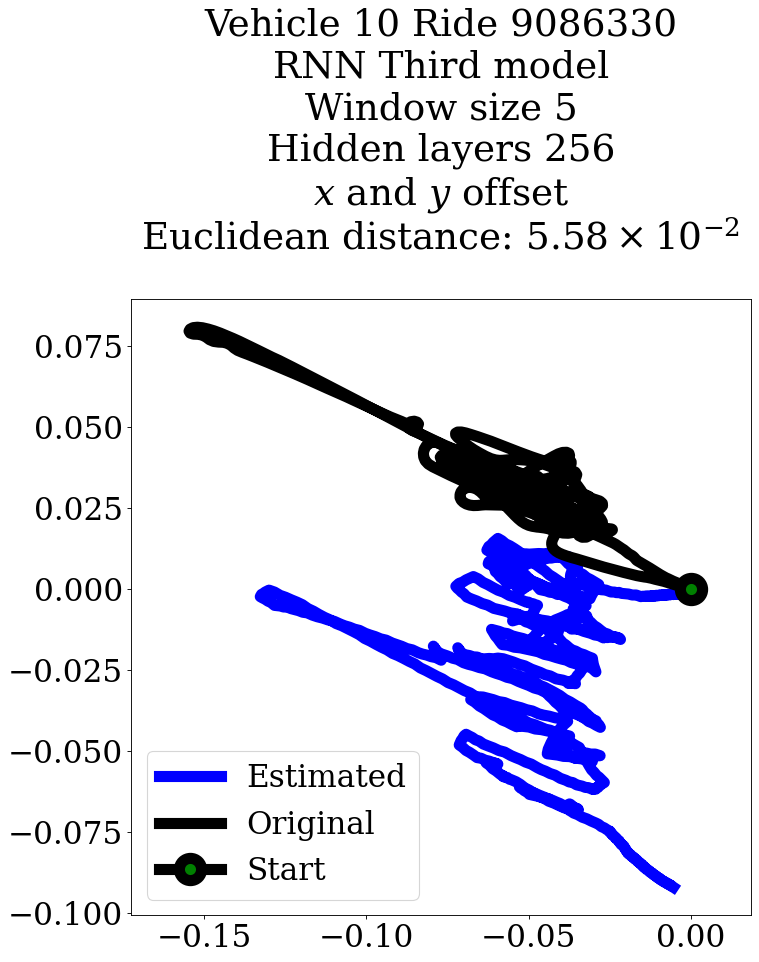 Vehicle 10 Ride 9086330
RNN Third model
Window size 5
Hidden layers 256
x and y offset
Euclidean distance: 5.58 × 10⁻²
0.075
0.050
0.025
0.000
−0.025
−0.050
−0.075
−0.100
Estimated
Original
Start
−0.15 −0.10 −0.05 0.00